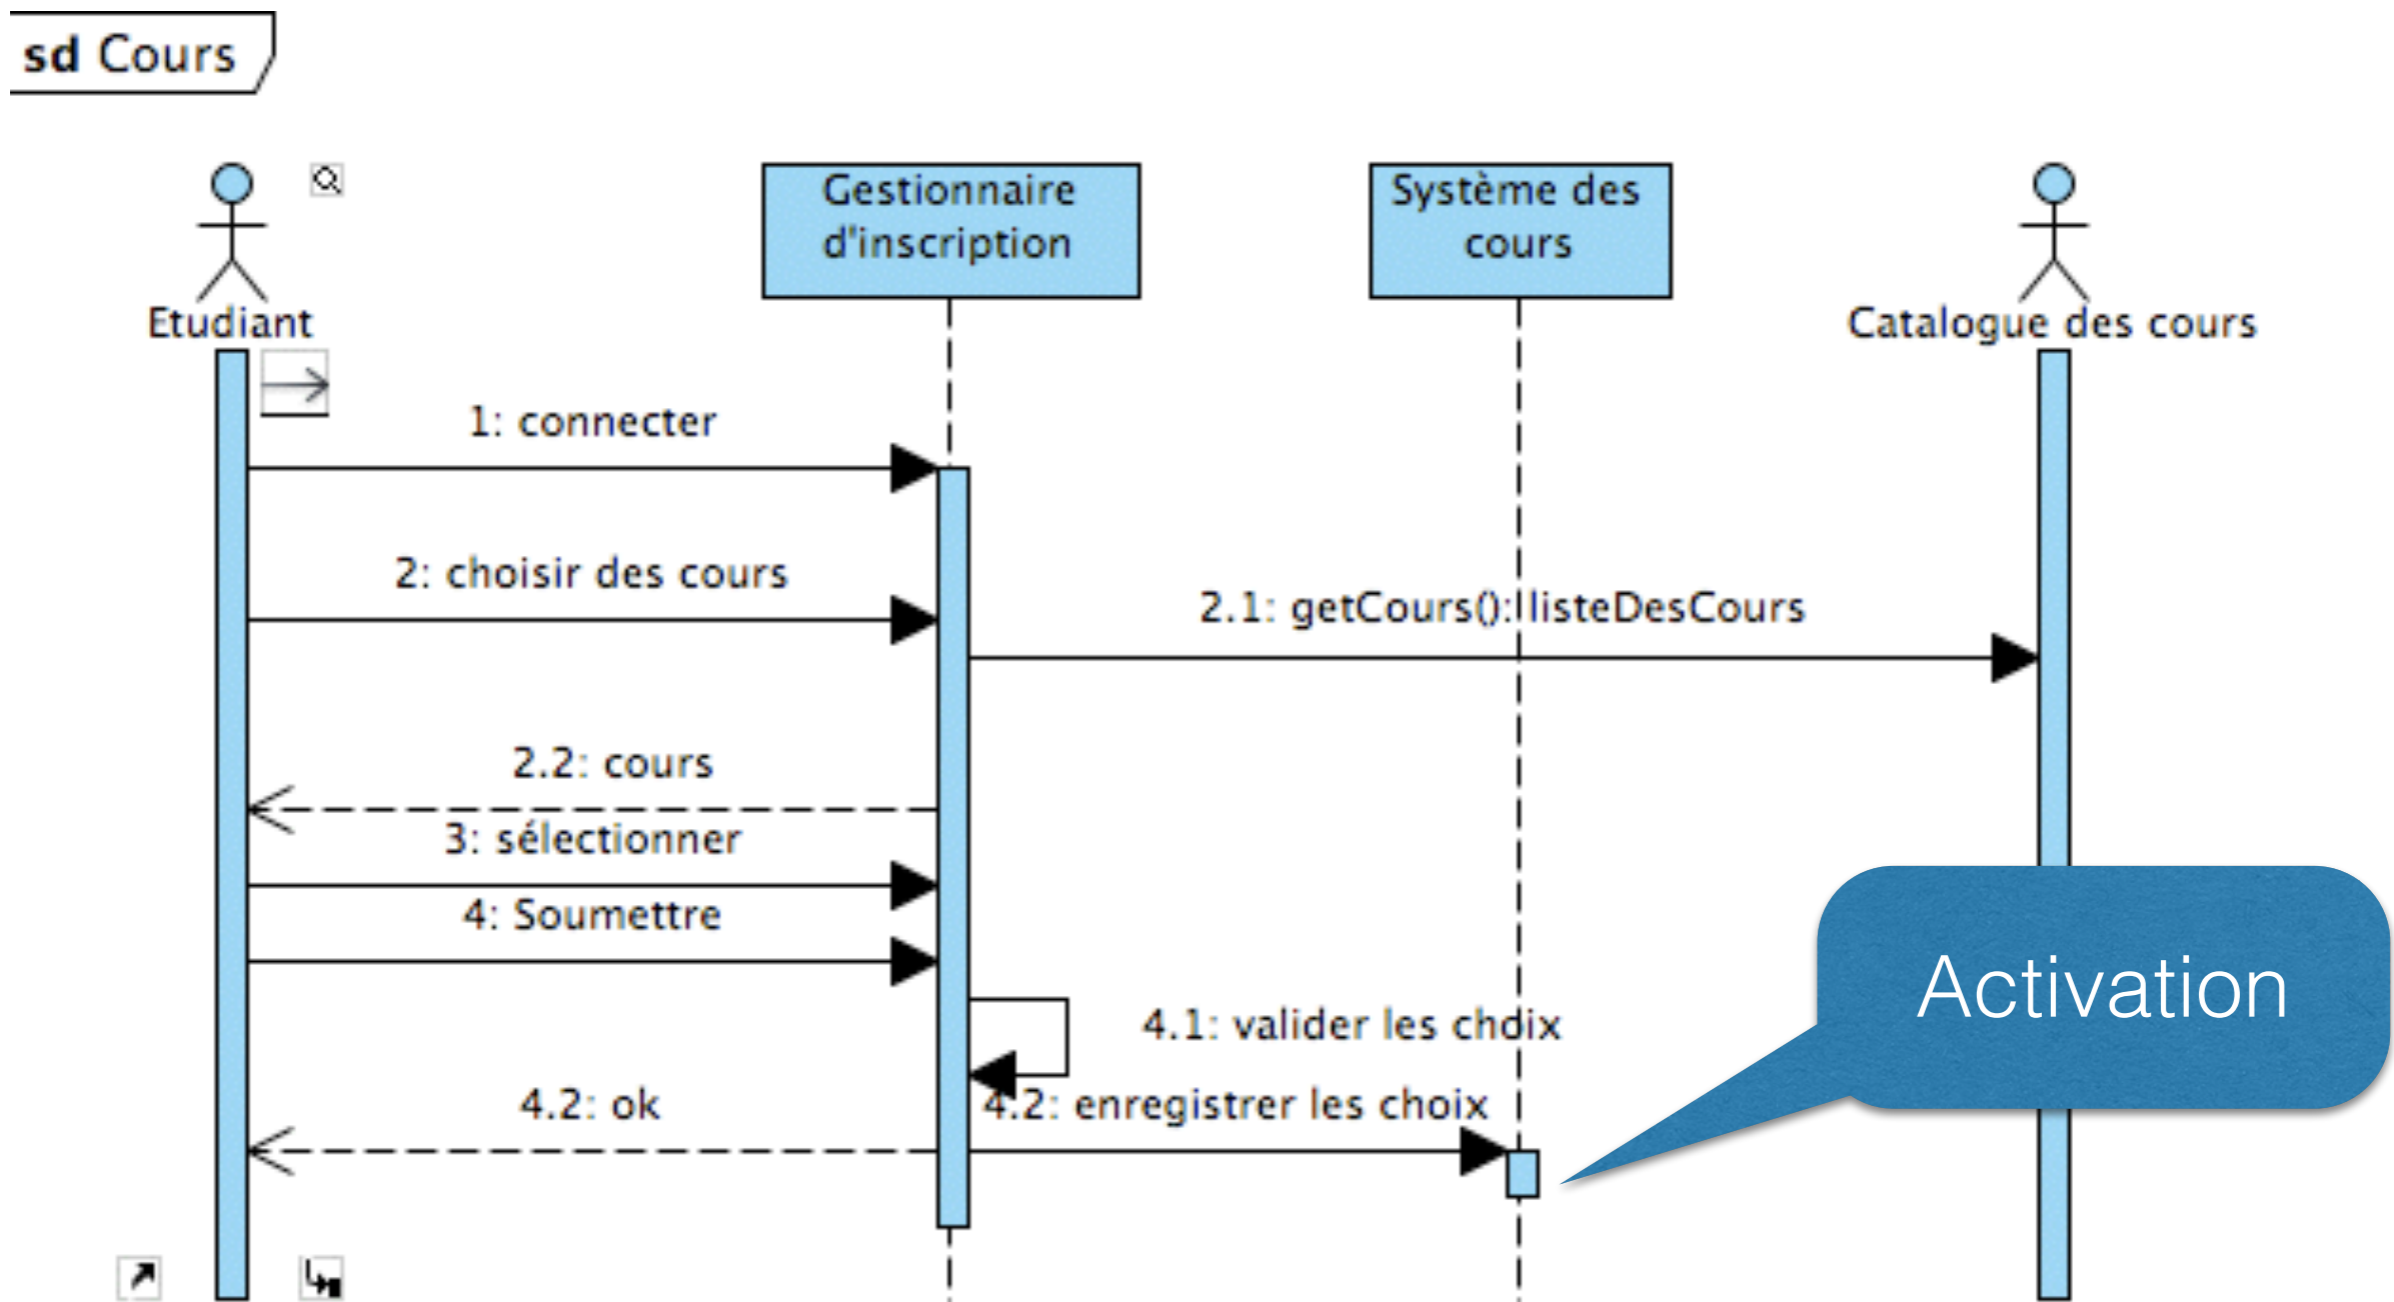 sd Cours
Gestionnaire
d'inscription
Système des
cours
Etudiant
Catalogue des cours
1: connecter
2: choisir des cours
2.1: getCours(): listeDesCours
2.2: cours
3: sélectionner
4: Soumettre
Activation
4.1: valider les choix
4.2: ok
4.2: enregistrer les choix